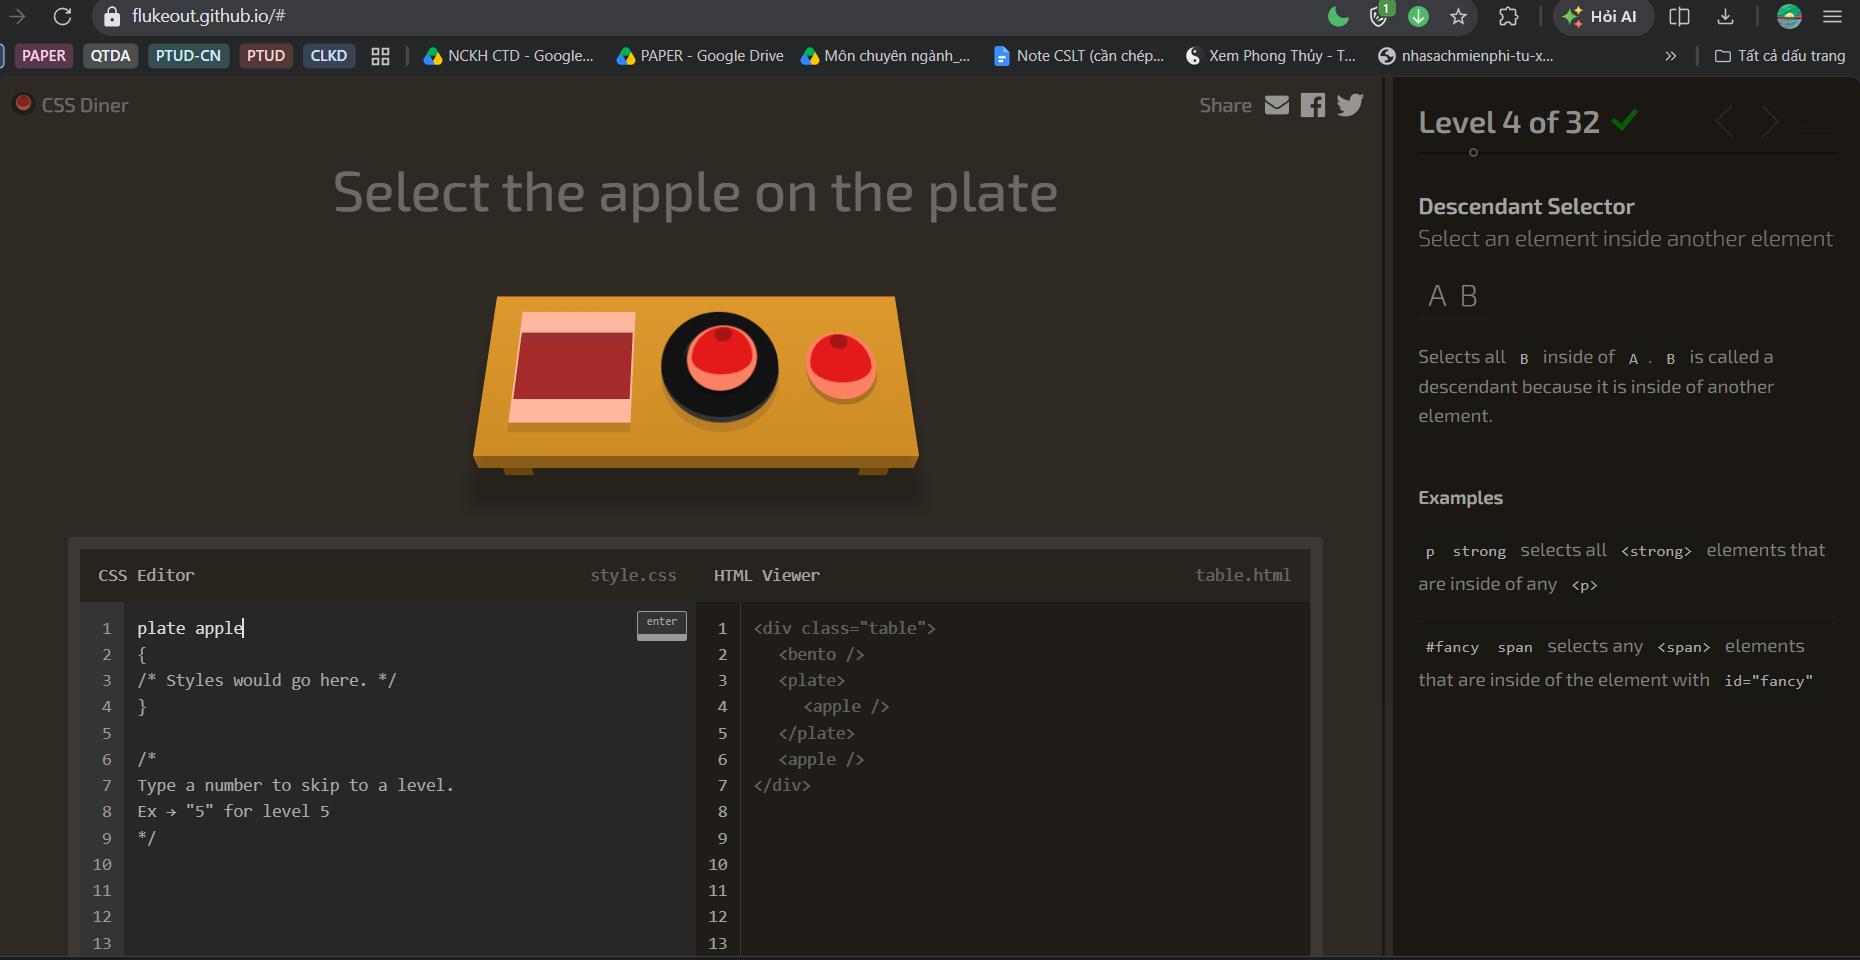 flukeout.github.io/#
1
Hỏi AI
PAPER
QTDA
PTUD-CN
PTUD
CLKD
NCKH CTD - Google...
PAPER - Google Drive
Môn chuyên ngành_...
Note CSLT (cần chép...
Xem Phong Thủy - T...
nhasachmienphi-tu-x...
»
Tất cả dấu trang
CSS Diner
Share
Select the apple on the plate
CSS Editor
style.css
1 plate apple
enter
2 {
3 /* Styles would go here. */
4 }
5
6 /*
7 Type a number to skip to a level.
8 Ex → "5" for level 5
9 */
10
11
12
13
HTML Viewer
table.html
1 <div class="table">
2 <bento />
3 <plate>
4 <apple />
5 </plate>
6 <apple />
7 </div>
8
9
10
11
12
13
Level 4 of 32
Descendant Selector
Select an element inside another element
A B
Selects all B inside of A . B is called a
descendant because it is inside of another
element.
Examples
p strong selects all <strong> elements that
are inside of any <p>
#fancy span selects any <span> elements
that are inside of the element with id="fancy"